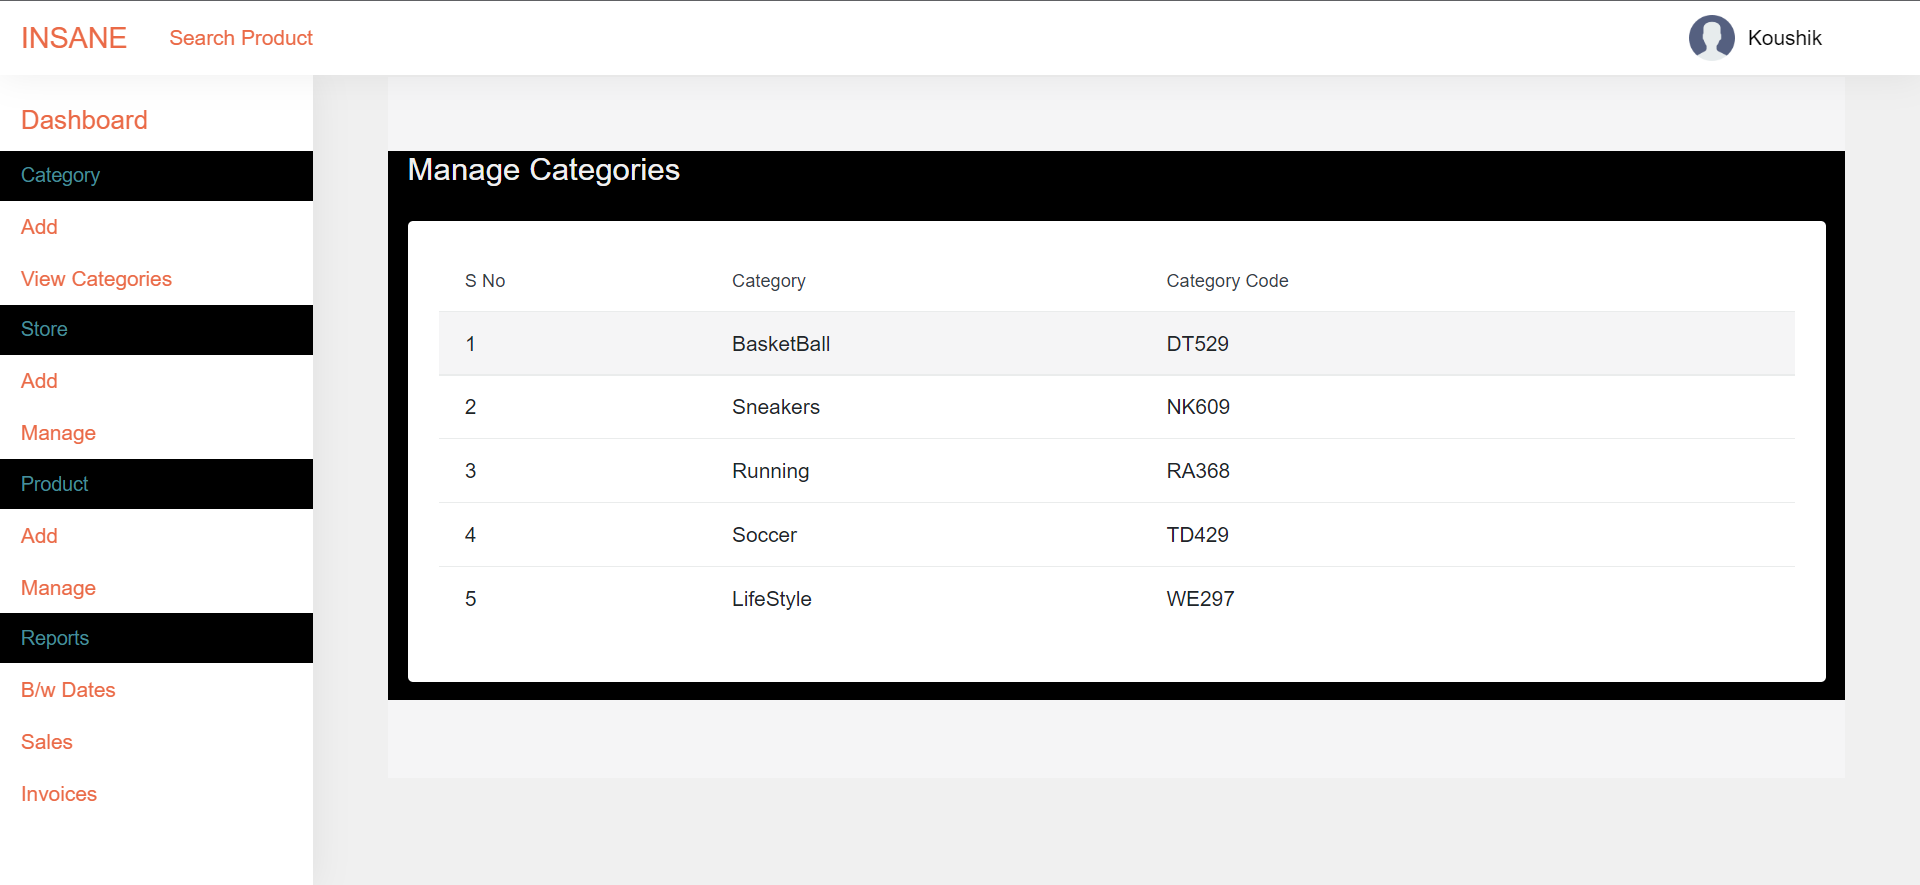 INSANE Search Product Koushik
Dashboard
Category
Add
View Categories
Store
Add
Manage
Product
Add
Manage
Reports
B/w Dates
Sales
Invoices
Manage Categories
S No Category Category Code
1 BasketBall DT529
2 Sneakers NK609
3 Running RA368
4 Soccer TD429
5 LifeStyle WE297